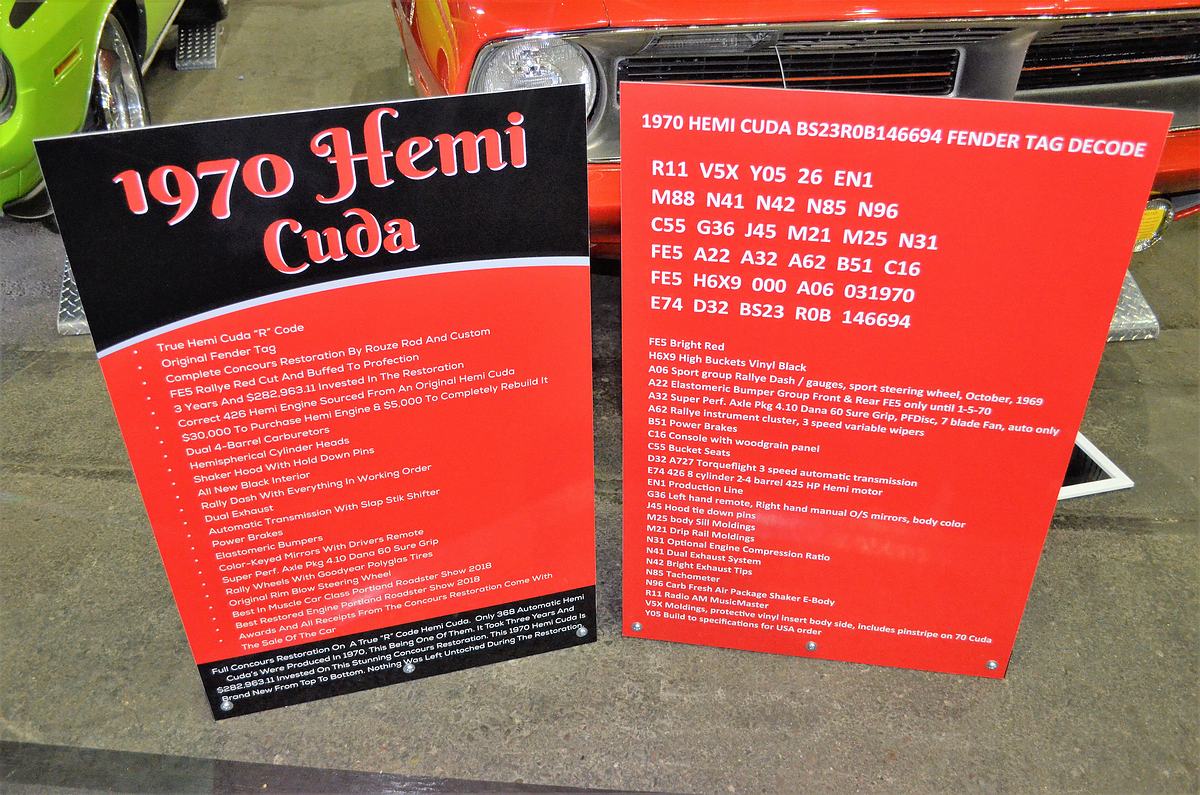 1970 Hemi
Cuda
True Hemi Cuda "R" Code
Original Fender Tag
Complete Concours Restoration By Rouze Rod And Custom
FE5 Rallye Red Cut And Buffed To Protection
3 Years And $282,963.11 Invested In The Restoration
Correct 426 Hemi Engine Sourced From An Original Hemi Cuda
$30,000 To Purchase Hemi Engine & $5,000 To Completely Rebuild It
Dual 4-Barrel Carburetors
Hemispherical Cylinder Heads
Shaker Hood With Hold Down Pins
All New Black Interior
Rally Dash With Everything In Working Order
Dual Exhaust
Automatic Transmission With Slap Stik Shifter
Power Brakes
Elastomeric Bumpers
Color-Keyed Mirrors With Drivers Remote
Super Perf. Axle Pkg 4.10 Dana 60 Sure Grip
Rally Wheels With Goodyear Polyglas Tires
Original Rim Blow Steering Wheel
Best In Muscle Car Class Portland Roadster Show 2018
Best Restored Engine Portland Roadster Show 2018
Awards And All Receipts From The Concours Restoration Come With
The Sale Of The Car
Full Concours Restoration On A True "R" Code Hemi Cuda. Only 368 Automatic Hemi
Cuda's Were Produced In 1970, This Being One Of Them. It Took Three Years And
$282,963.11 Invested On This Stunning Concours Restoration. This 1970 Hemi Cuda Is
Brand New From Top To Bottom. Nothing Was Left Untoched During The Restoration.
1970 HEMI CUDA BS23R0B146694 FENDER TAG DECODE
R11 V5X Y05 26 EN1
M88 N41 N42 N85 N96
C55 G36 J45 M21 M25 N31
FE5 A22 A32 A62 B51 C16
FE5 H6X9 000 A06 031970
E74 D32 BS23 R0B 146694
FE5 Bright Red
H6X9 High Buckets Vinyl Black
A06 Sport group Rallye Dash / gauges, sport steering wheel, October, 1969
A22 Elastomeric Bumper Group Front & Rear FE5 only until 1-5-70
A32 Super Perf. Axle Pkg 4.10 Dana 60 Sure Grip, PFDisc, 7 blade Fan, auto only
A62 Rallye instrument cluster, 3 speed variable wipers
B51 Power Brakes
C16 Console with woodgrain panel
C55 Bucket Seats
D32 A727 Torqueflight 3 speed automatic transmission
E74 426 8 cylinder 2-4 barrel 425 HP Hemi motor
EN1 Production Line
G36 Left hand remote, Right hand manual O/S mirrors, body color
J45 Hood tie down pins
M25 body Sill Moldings
M21 Drip Rail Moldings
N31 Optional Engine Compression Ratio
N41 Dual Exhaust System
N42 Bright Exhaust Tips
N85 Tachometer
N96 Carb Fresh Air Package Shaker E-Body
R11 Radio AM MusicMaster
V5X Moldings, protective vinyl insert body side, includes pinstripe on 70 Cuda
Y05 Build to specifications for USA order